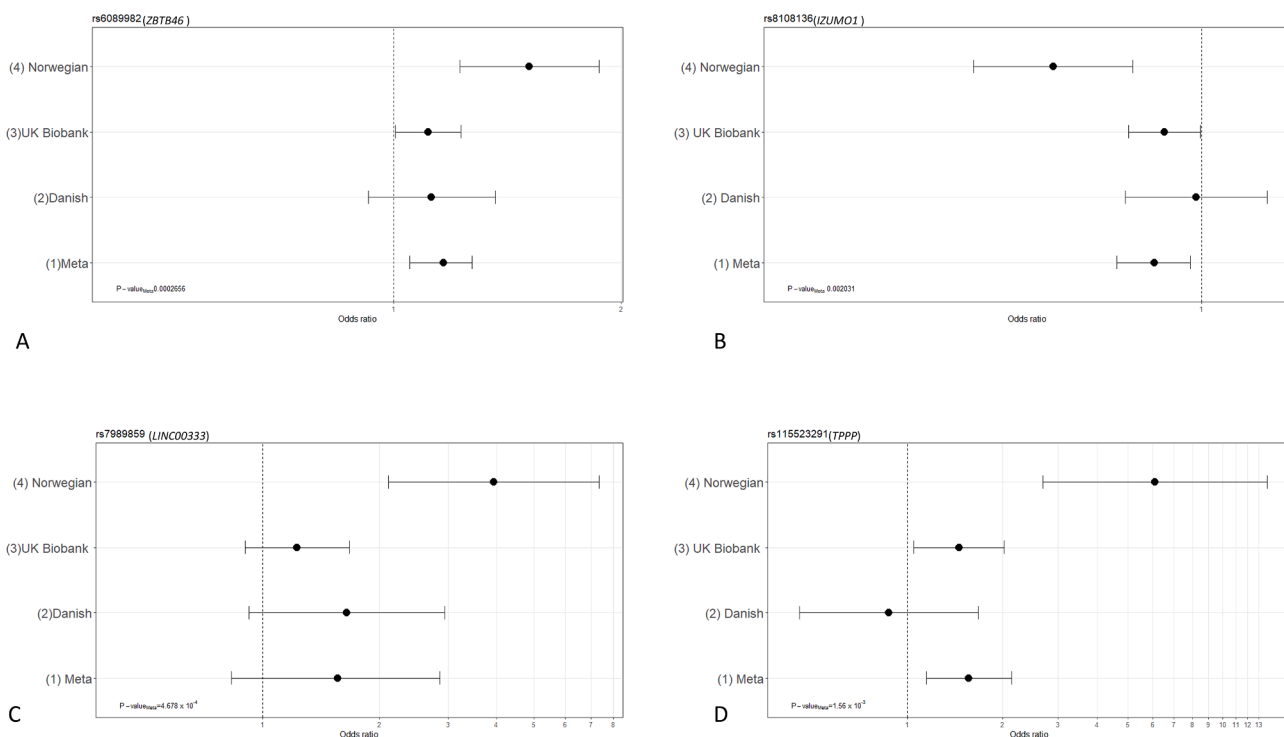 rs6089982(ZBTB46 )
(4) Norwegian
(3)UK Biobank
(2)Danish
(1)Meta
P−valueMeta0.0002656
1 2
Odds ratio
A
rs8108136(IZUMO1)
(4) Norwegian
(3) UK Biobank
(2) Danish
(1) Meta
P−valueMeta 0.002031
1
Odds ratio
B
rs7989859 (LINC00333)
(4) Norwegian
(3)UK Biobank
(2)Danish
(1) Meta
P−valueMeta=4.678 x 10-4
1 2 3 4 5 6 7 8
Odds ratio
C
rs115523291(TPPP)
(4) Norwegian
(3) UK Biobank
(2) Danish
(1) Meta
P−valueMeta=1.56 x 10-3
1 2 3 4 5 6 7 8 9 10 11 12 13
Odds ratio
D